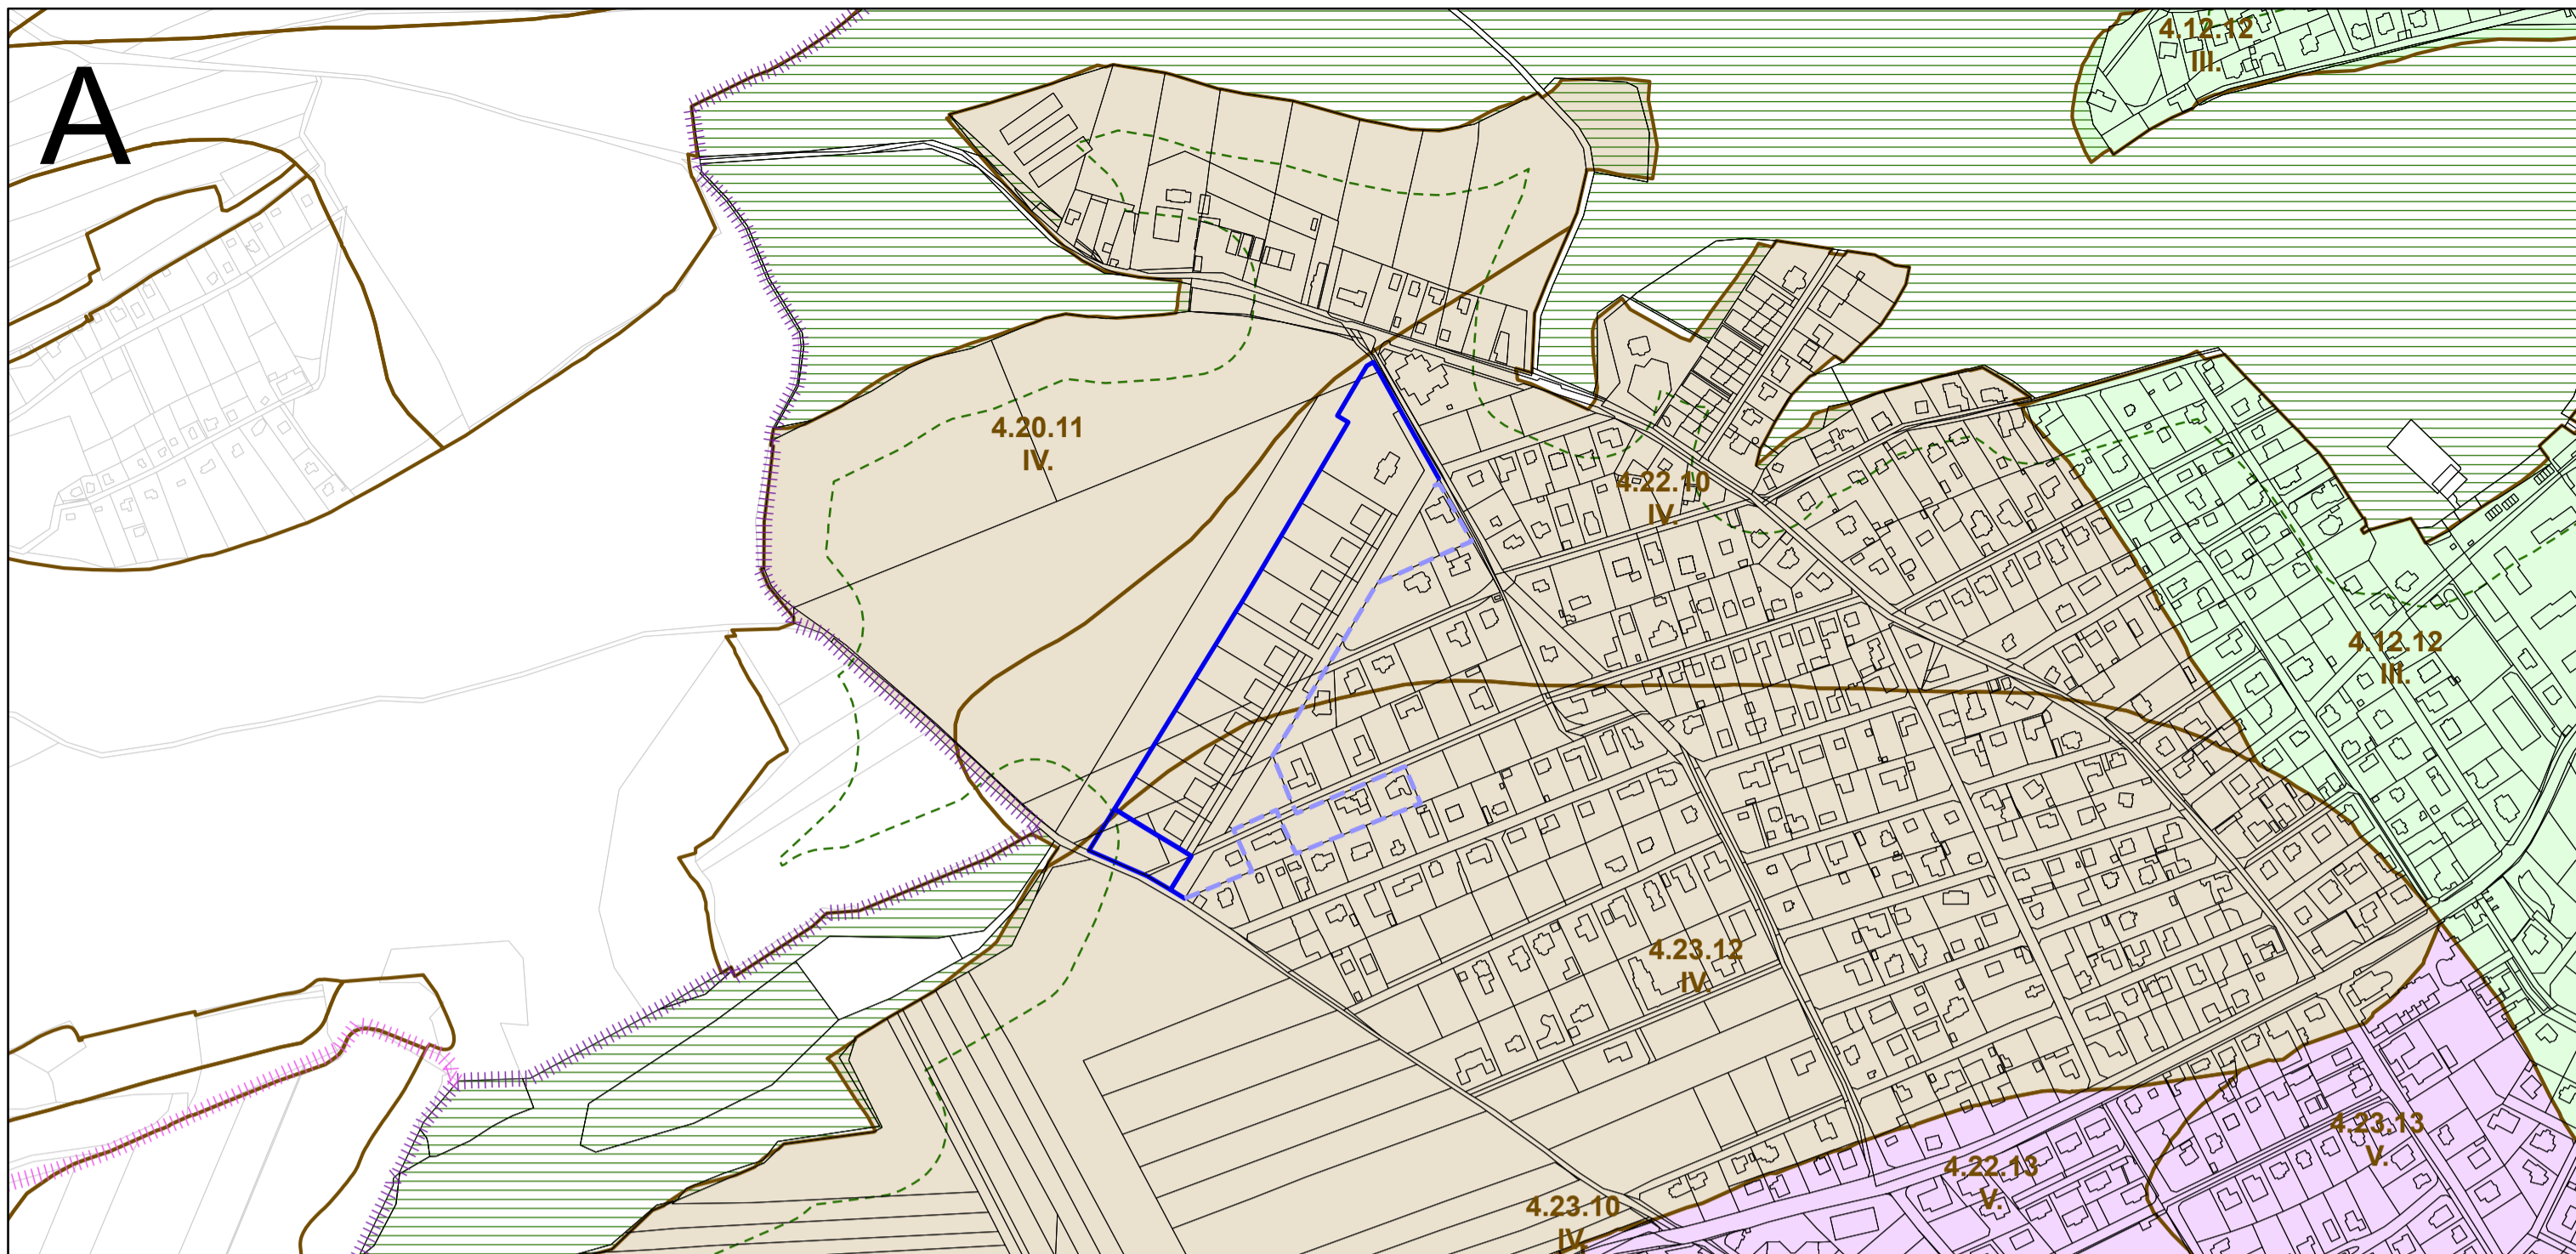 A
4.12.12
III.
4.20.11
IV.
4.22.10
IV.
4.12.12
III.
4.23.12
IV.
4.23.13
V.
4.22.13
V.
4.23.10
IV.